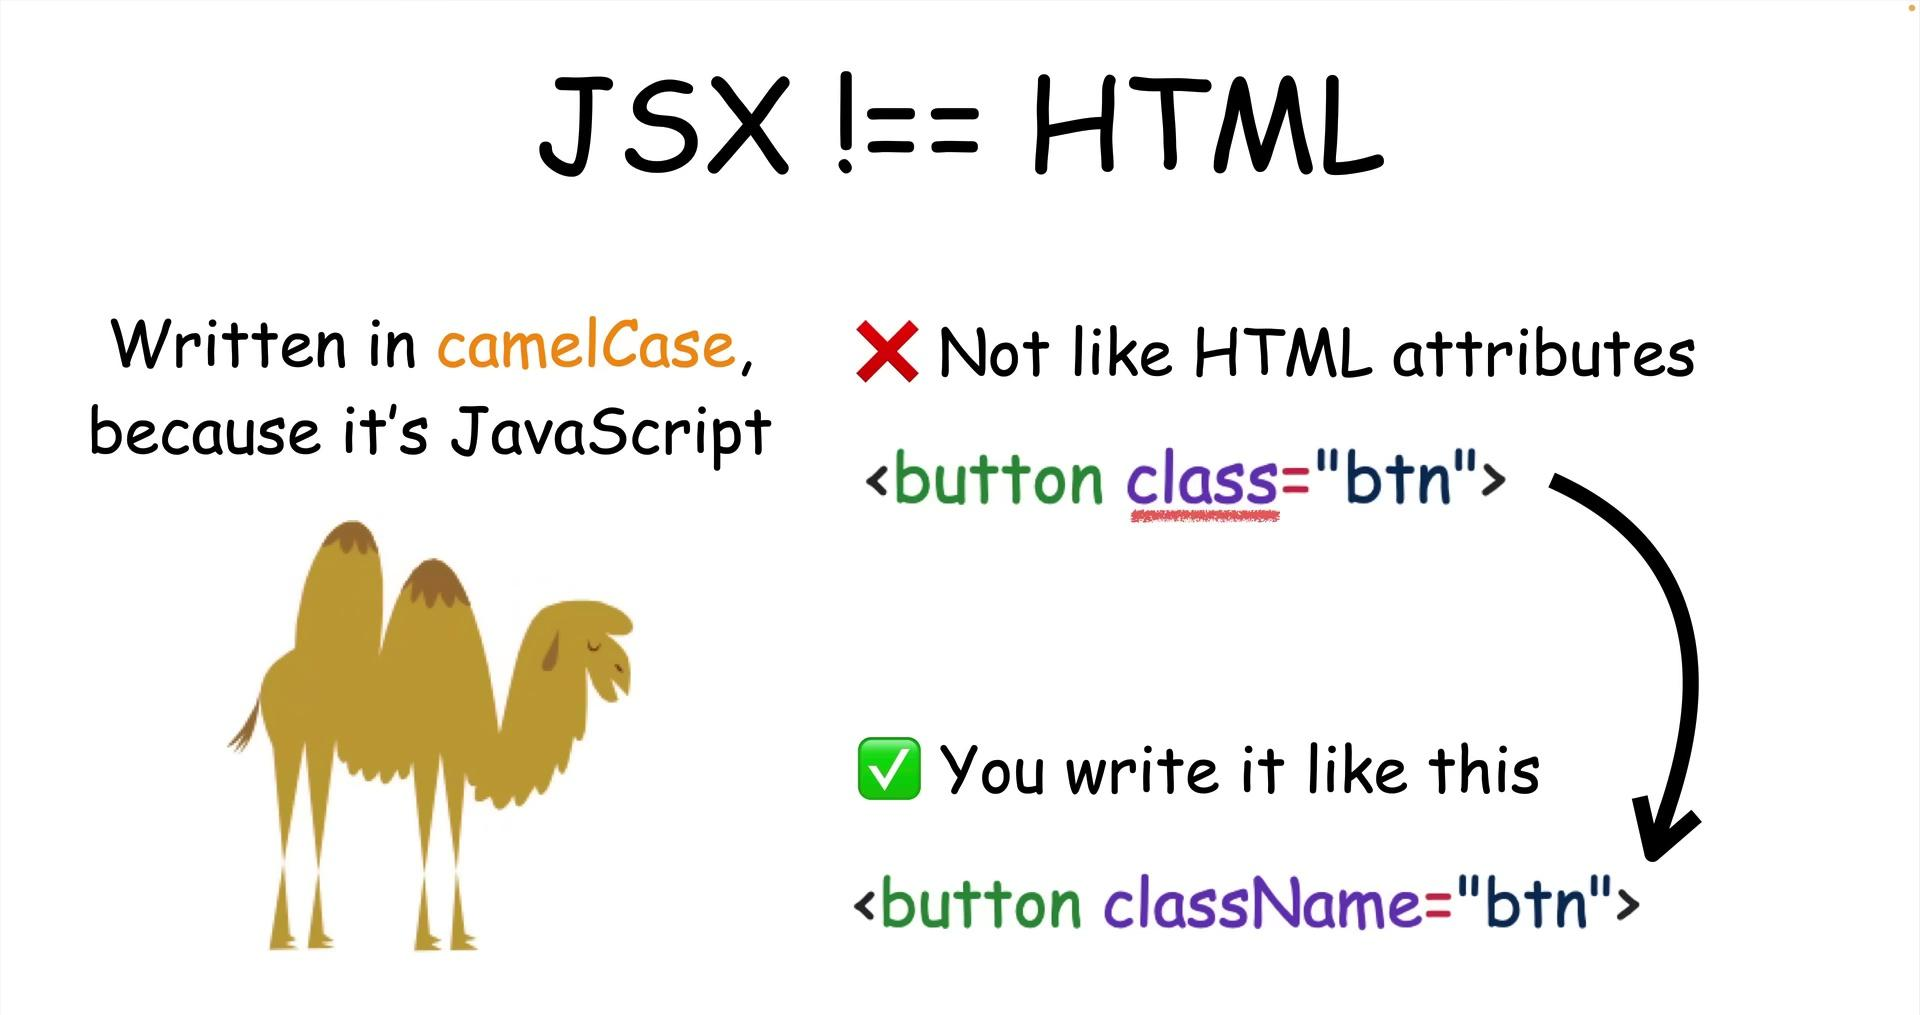 JSX !== HTML
Written in camelCase,
because it’s JavaScript
❌ Not like HTML attributes
<button class="btn">
✅ You write it like this
<button className="btn">